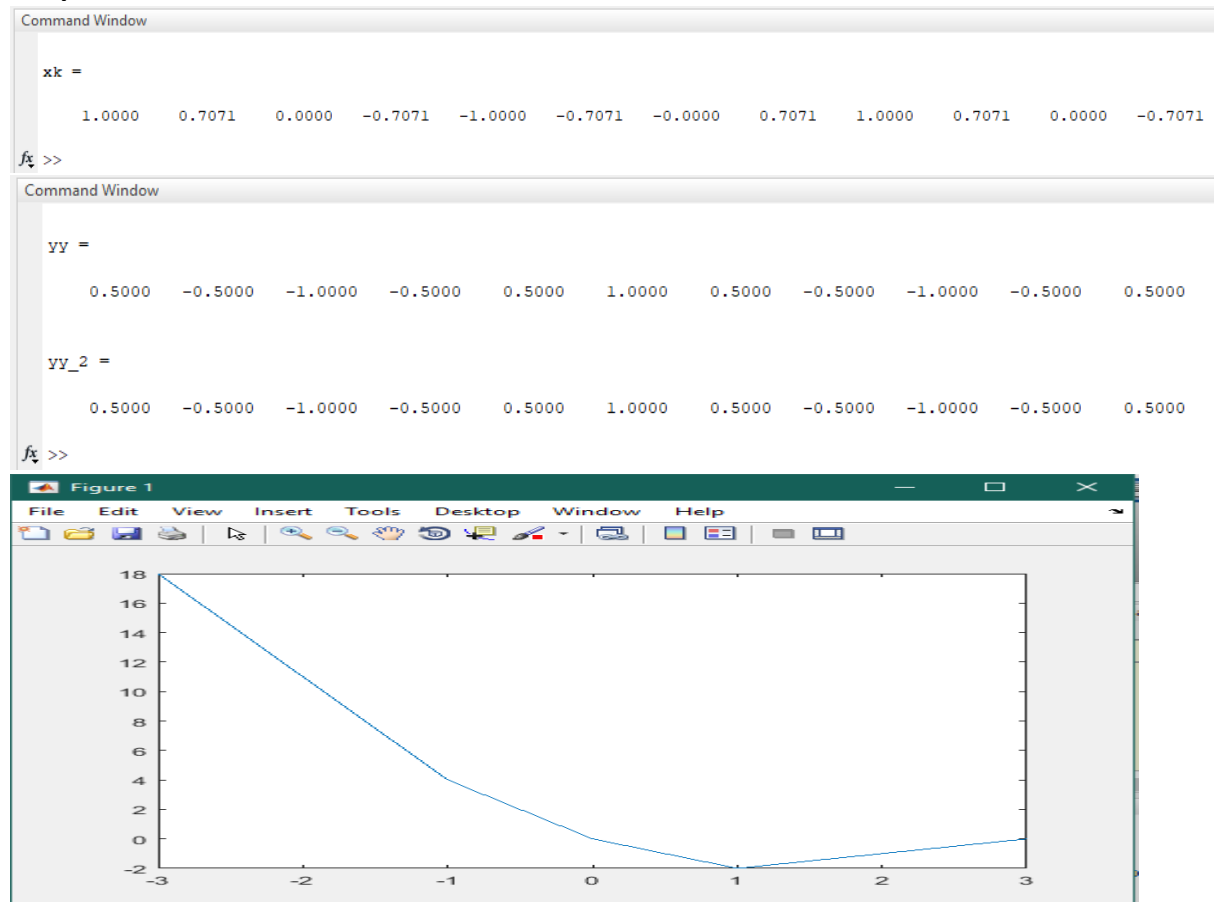 Command Window
xk =
1.0000 0.7071 0.0000 -0.7071 -1.0000 -0.7071 -0.0000 0.7071 1.0000 0.7071 0.0000 -0.7071
fx >>
Command Window
yy =
0.5000 -0.5000 -1.0000 -0.5000 0.5000 1.0000 0.5000 -0.5000 -1.0000 -0.5000 0.5000
yy_2 =
0.5000 -0.5000 -1.0000 -0.5000 0.5000 1.0000 0.5000 -0.5000 -1.0000 -0.5000 0.5000
fx >>
Figure 1
File Edit View Insert Tools Desktop Window Help
18
16
14
12
10
8
6
4
2
0
-2
-3 -2 -1 0 1 2 3